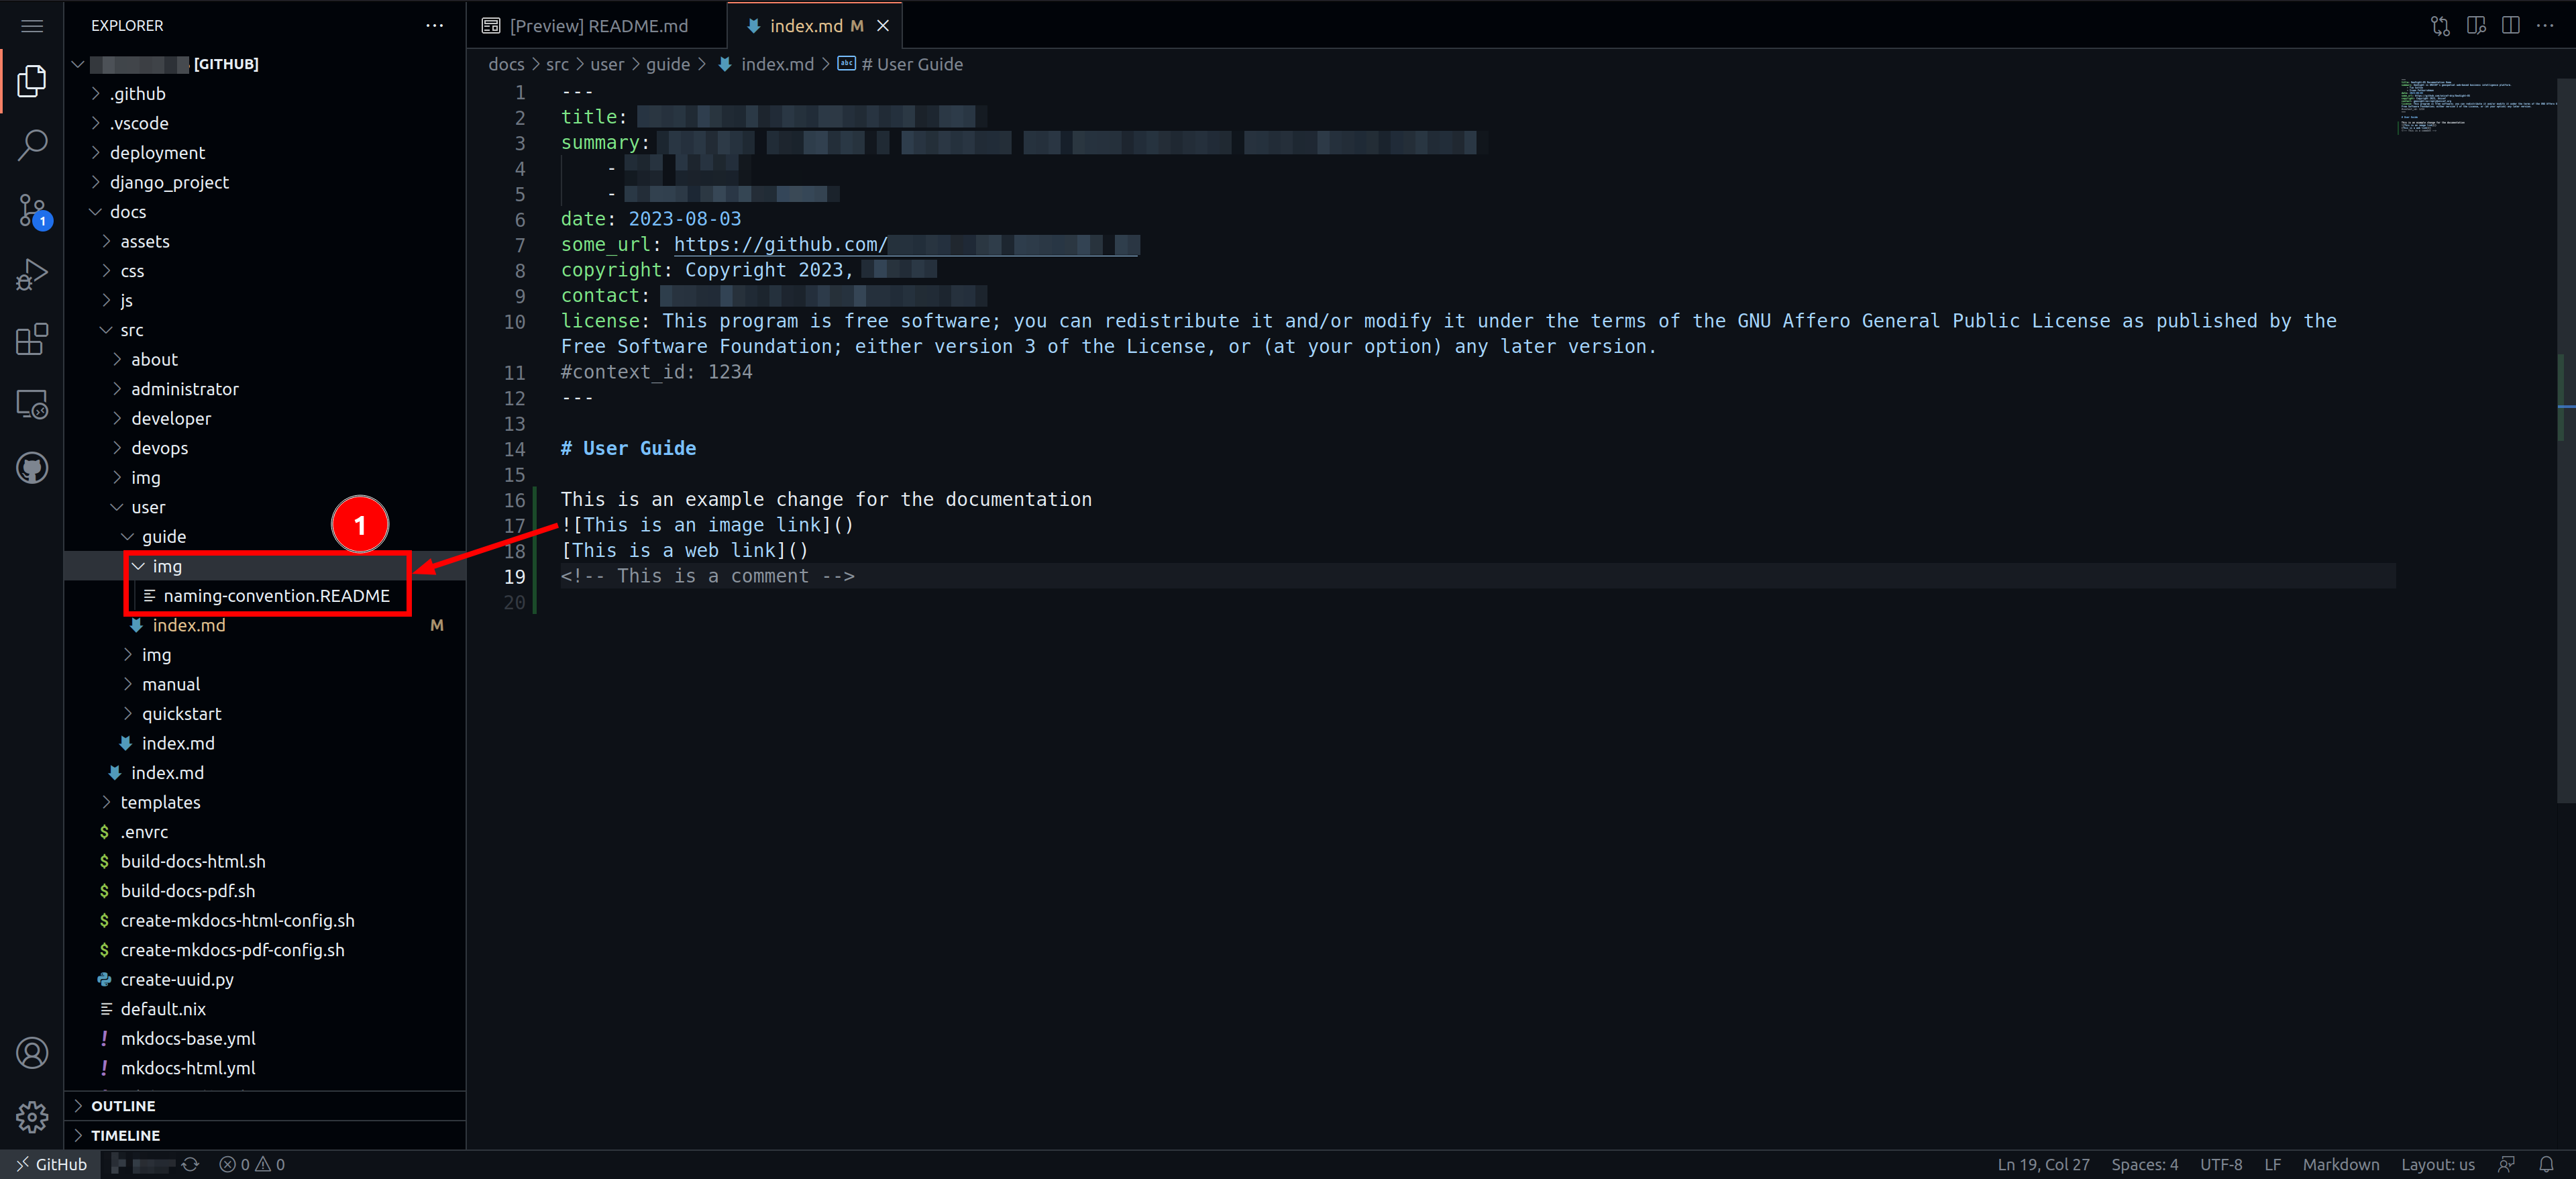 EXPLORER
[GITHUB]
.github
.vscode
deployment
django_project
docs
assets
css
js
src
about
administrator
developer
devops
img
user
guide
1
img
naming-convention.README
index.md M
img
manual
quickstart
index.md
index.md
templates
.envrc
build-docs-html.sh
build-docs-pdf.sh
create-mkdocs-html-config.sh
create-mkdocs-pdf-config.sh
create-uuid.py
default.nix
mkdocs-base.yml
mkdocs-html.yml
OUTLINE
TIMELINE
1
[Preview] README.md
index.md M
docs > src > user > guide > index.md > # User Guide
1 ---
2 title:
3 summary:
4 -
5 -
6 date: 2023-08-03
7 some_url: https://github.com/
8 copyright: Copyright 2023,
9 contact:
10 license: This program is free software; you can redistribute it and/or modify it under the terms of the GNU Affero General Public License as published by the
Free Software Foundation; either version 3 of the License, or (at your option) any later version.
11 #context_id: 1234
12 ---
13
14 # User Guide
15
16 This is an example change for the documentation
17 ![This is an image link]()
18 [This is a web link]()
19 <!-- This is a comment -->
20
GitHub
0 0
Ln 19, Col 27 Spaces: 4 UTF-8 LF Markdown Layout: us